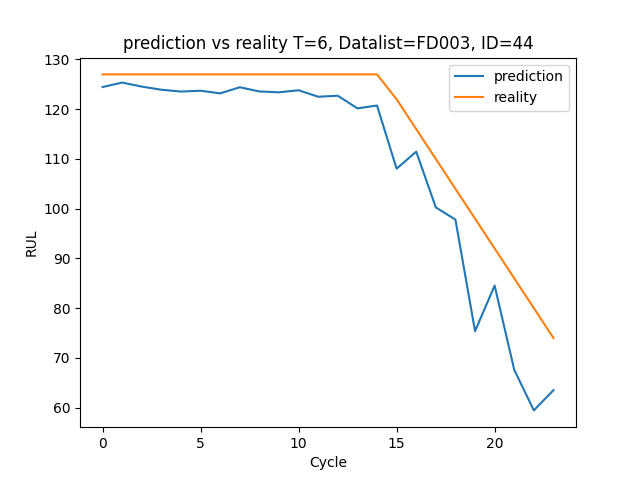 prediction vs reality T=6, Datalist=FD003, ID=44
prediction
reality
130
120
110
100
90
80
70
60
RUL
0 5 10 15 20
Cycle